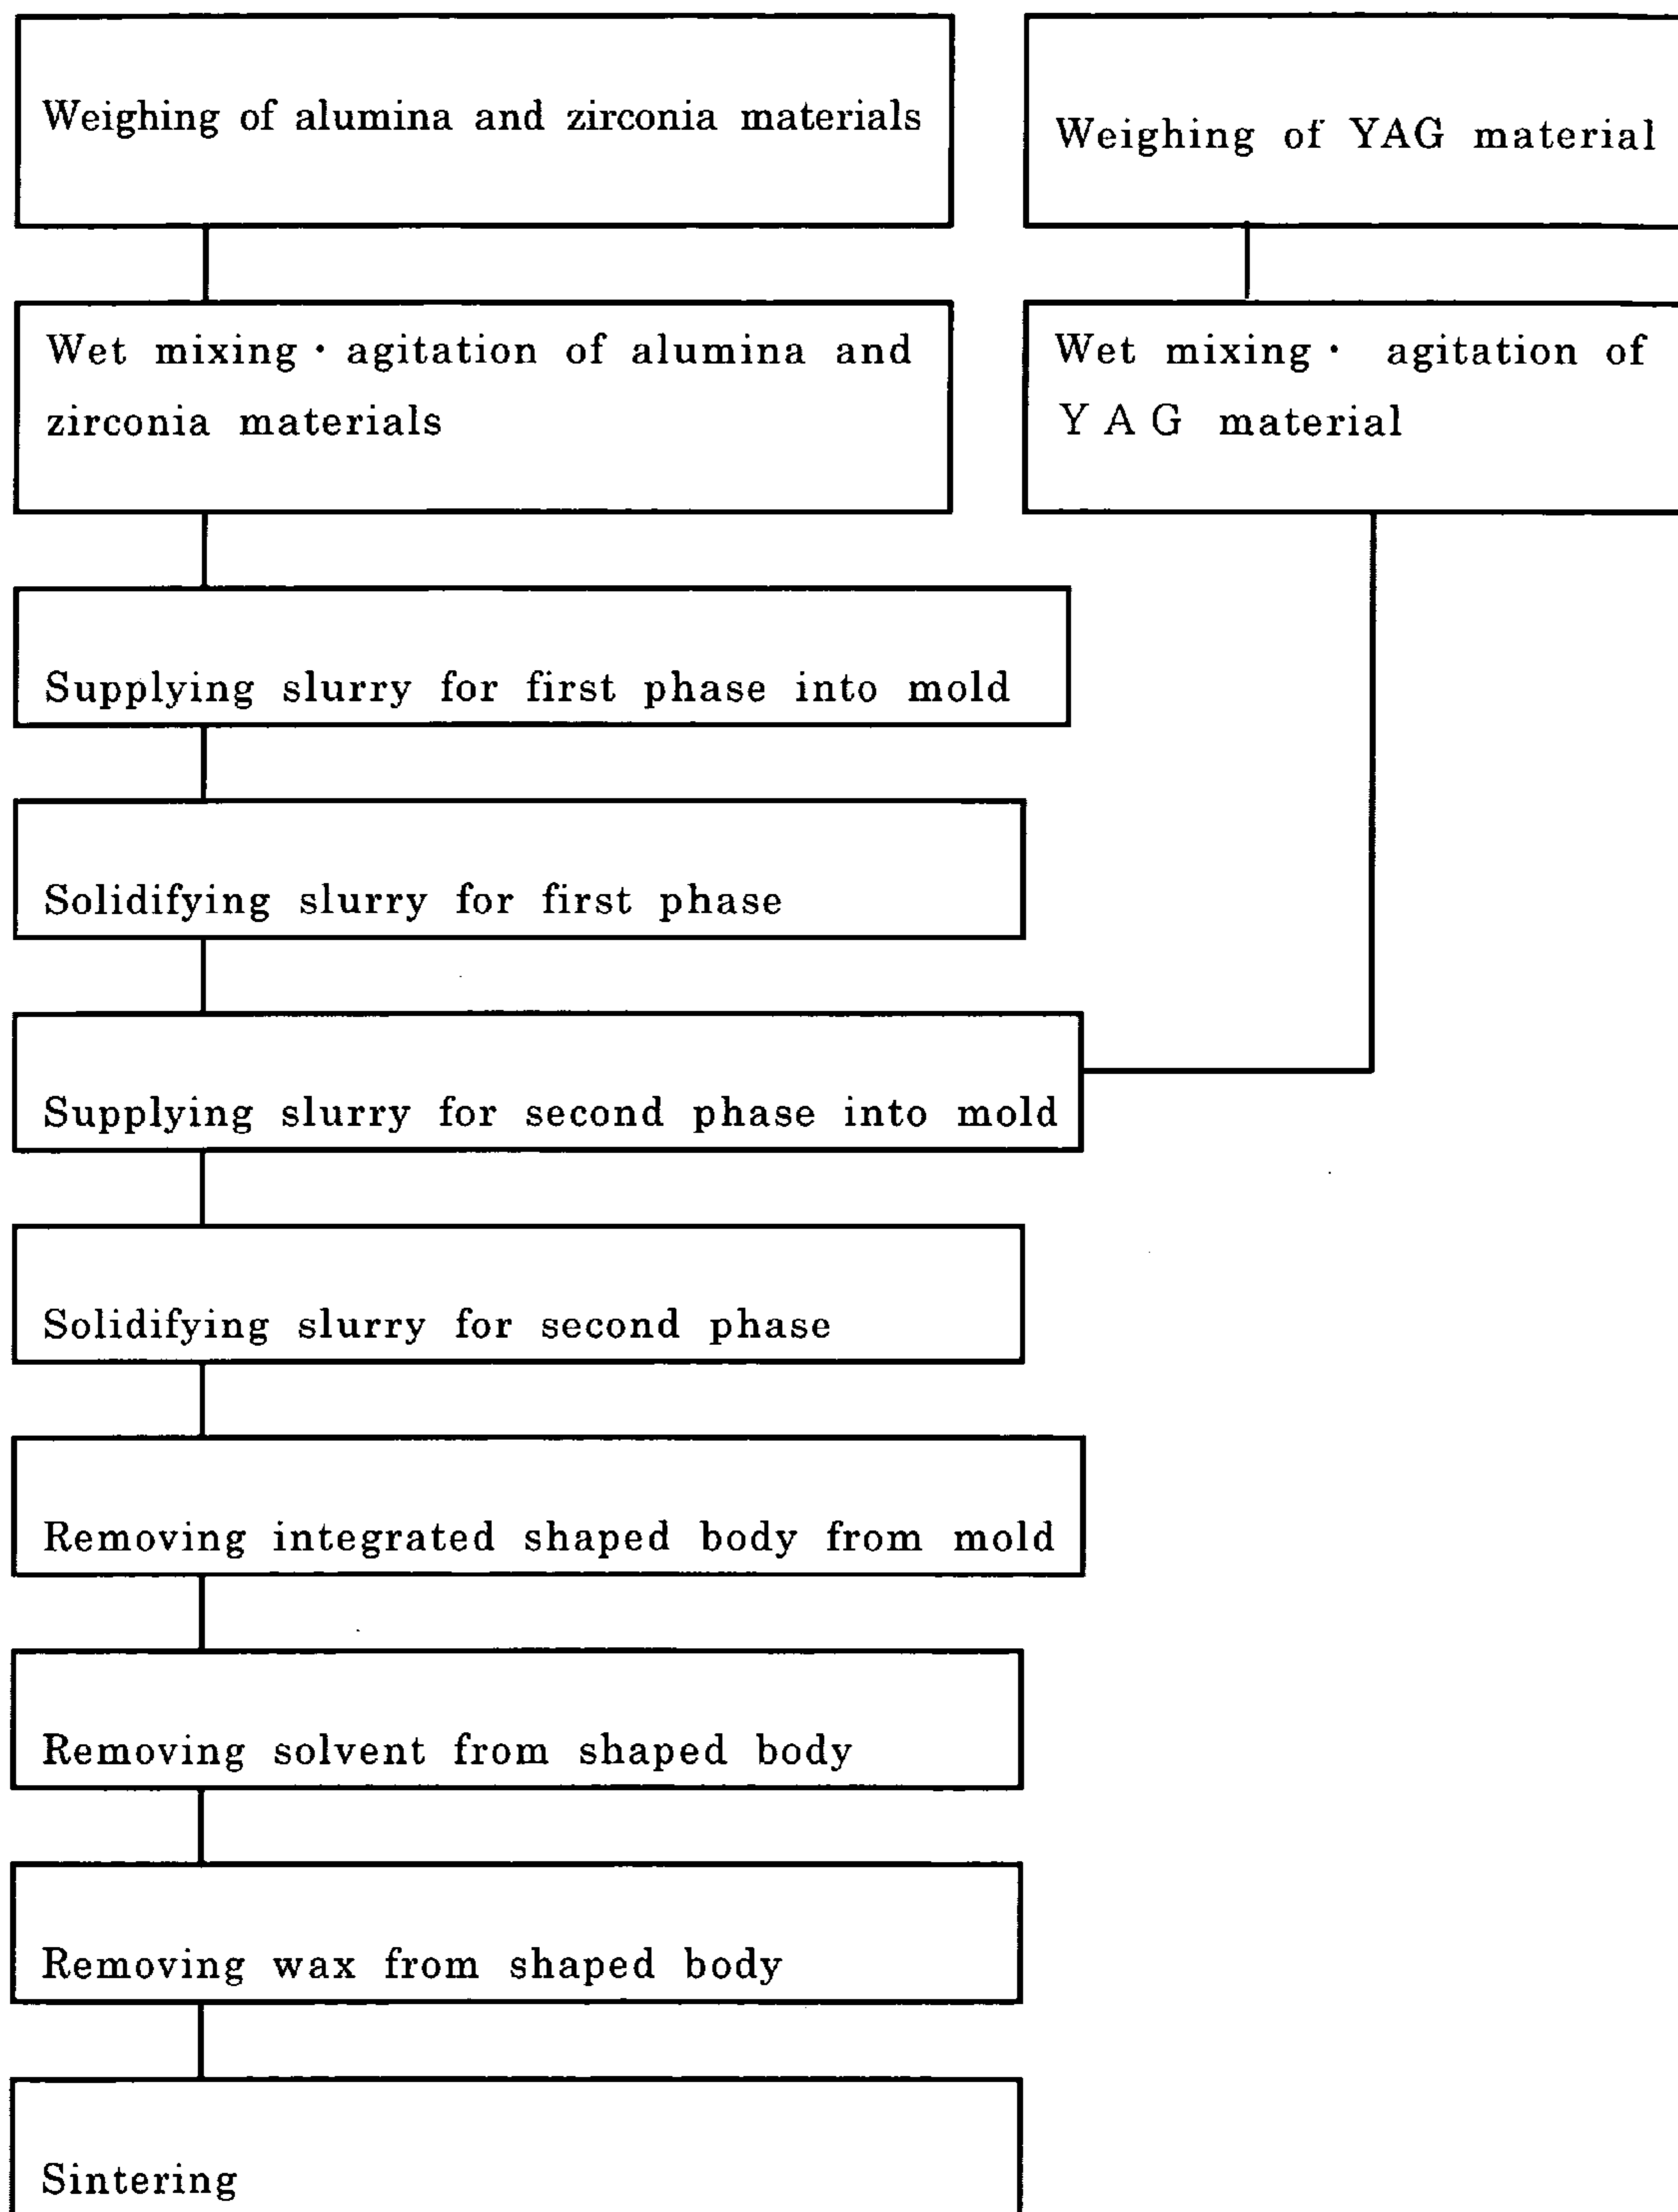 Weighing of alumina and zirconia materials
Weighing of YAG material
Wet mixing・agitation of alumina and
zirconia materials
Wet mixing・ agitation of
Y A G material
Supplying slurry for first phase into mold
Solidifying slurry for first phase
Supplying slurry for second phase into mold
Solidifying slurry for second phase
Removing integrated shaped body from mold
Removing solvent from shaped body
Removing wax from shaped body
Sintering